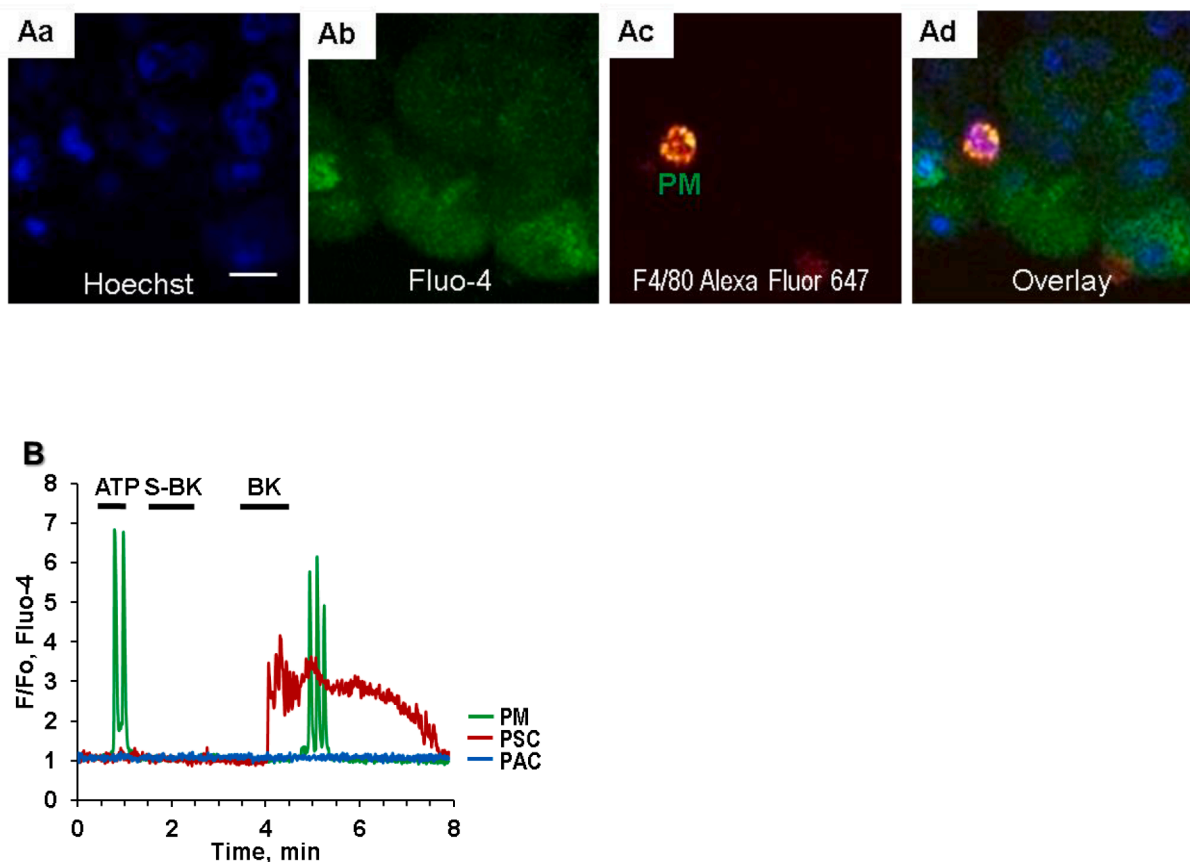 Aa
Ab
Ac
Ad
Hoechst
Fluo-4
PM
F4/80 Alexa Fluor 647
Overlay
B
ATP S-BK BK
8
7
6
5
4
3
2
1
0
F/Fo, Fluo-4
PM
PSC
PAC
0 2 4 6 8
Time, min